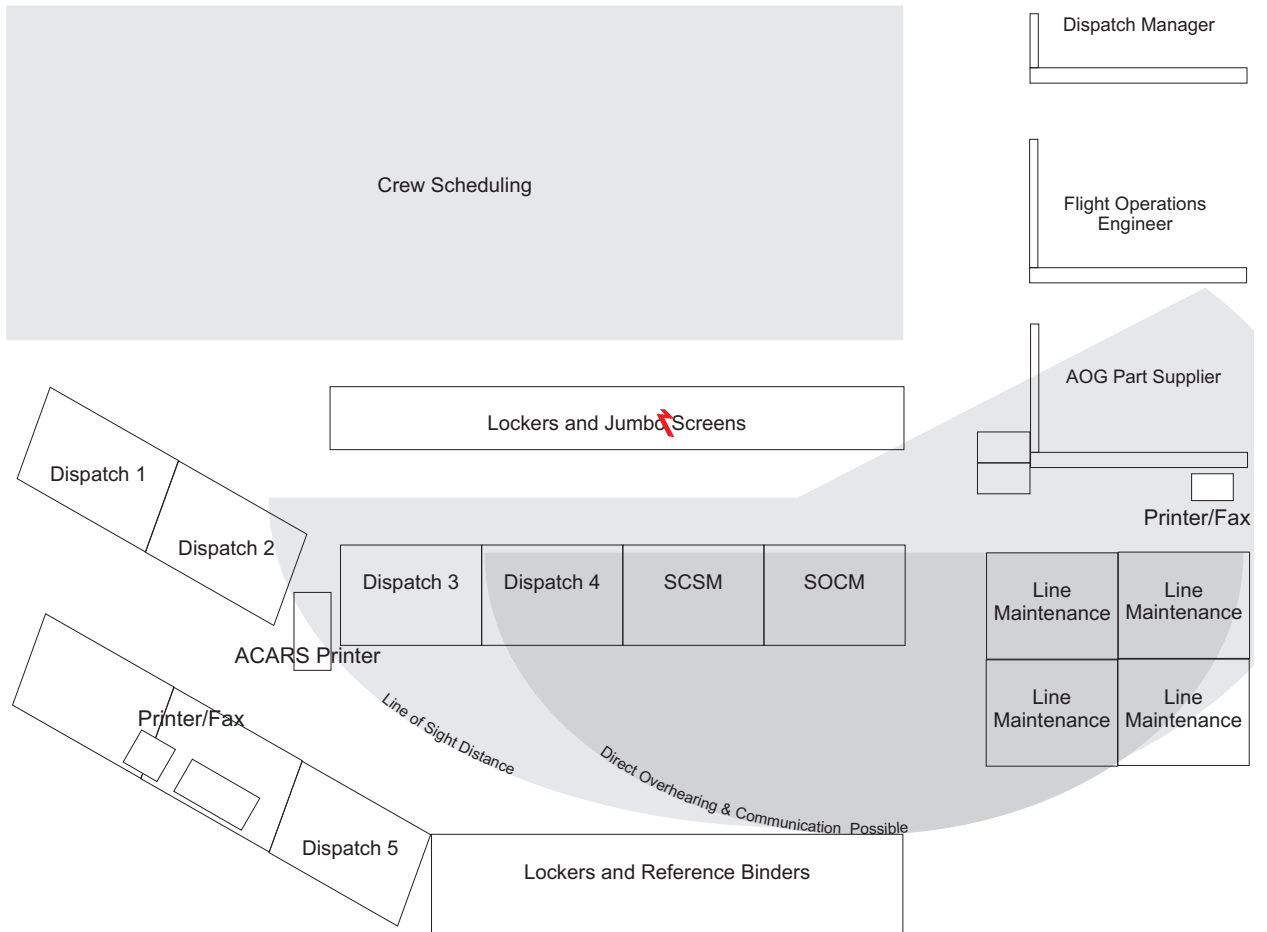 Dispatch Manager
Crew Scheduling
Flight Operations
Engineer
AOG Part Supplier
Lockers and Jumbo Screens
Dispatch 1
Dispatch 2
Printer/Fax
Dispatch 3
Dispatch 4
SCSM
SOCM
Line
Maintenance
Line
Maintenance
ACARS Printer
Line
Maintenance
Line
Maintenance
Printer/Fax
Line of Sight Distance
Direct Overhearing & Communication Possible
Dispatch 5
Lockers and Reference Binders